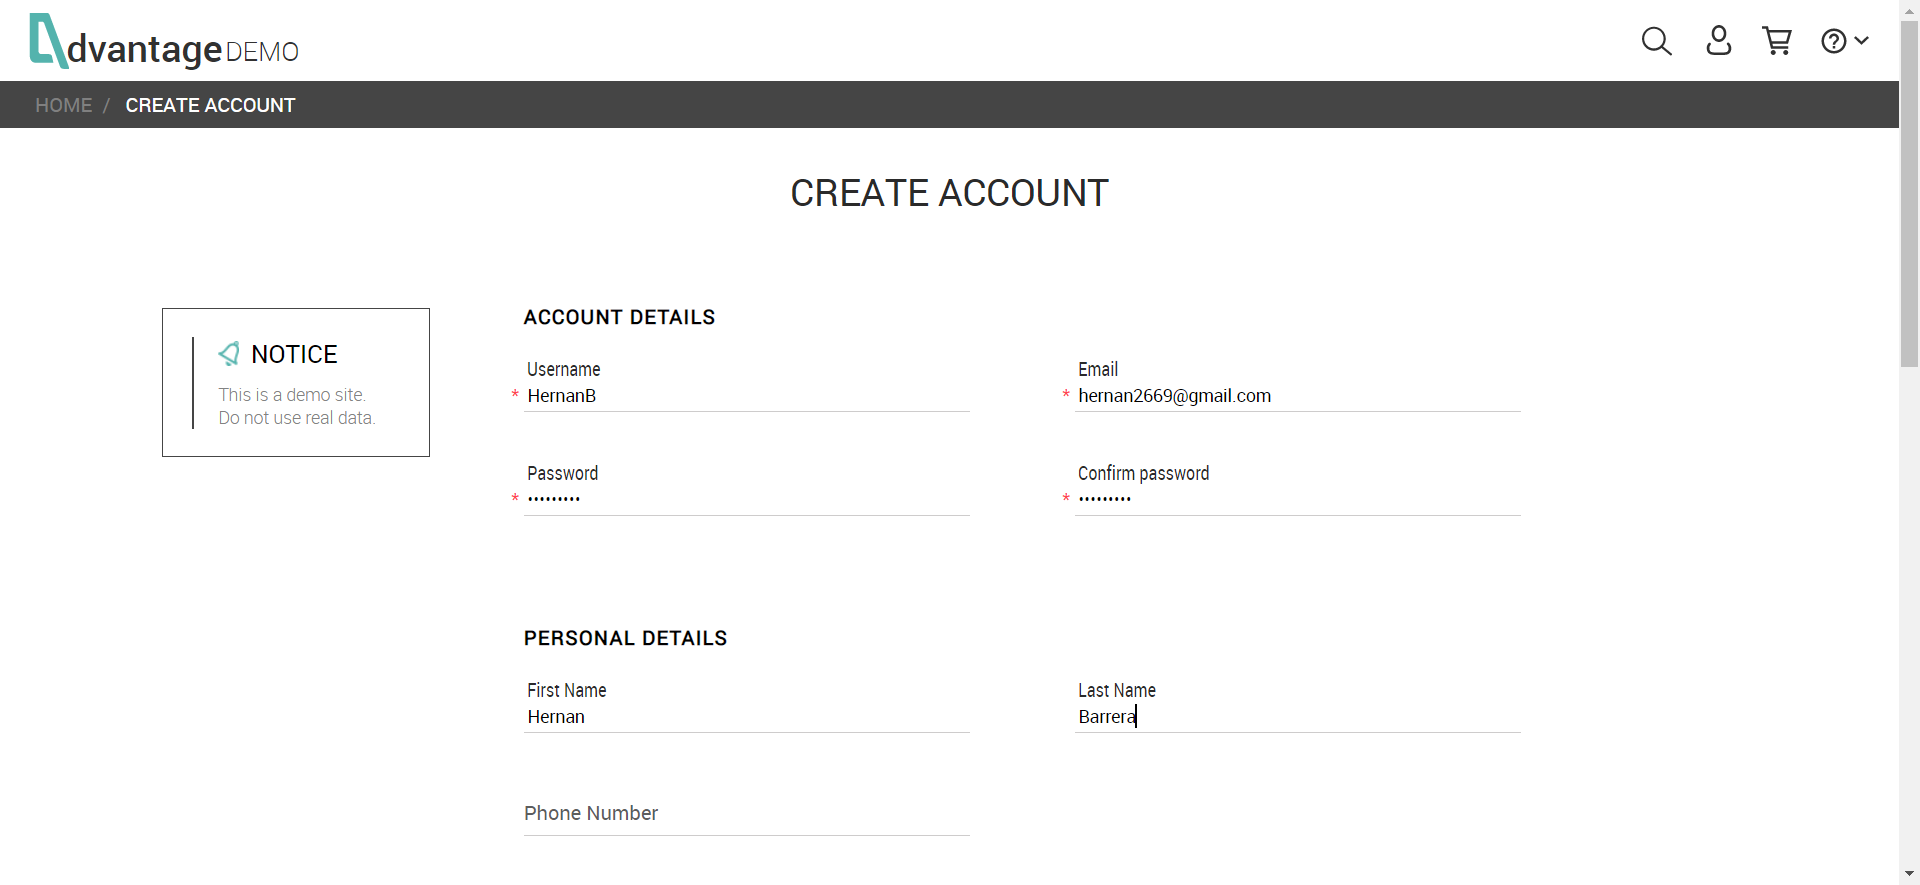 dvantage DEMO
HOME / CREATE ACCOUNT
CREATE ACCOUNT
NOTICE
This is a demo site.
Do not use real data.
ACCOUNT DETAILS
Username
* HernanB
Email
* hernan2669@gmail.com
Password
* •••••••••
Confirm password
* •••••••••
PERSONAL DETAILS
First Name
Hernan
Last Name
Barrera
Phone Number